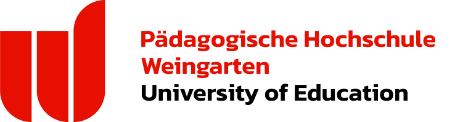 Pädagogische Hochschule
Weingarten
University of Education